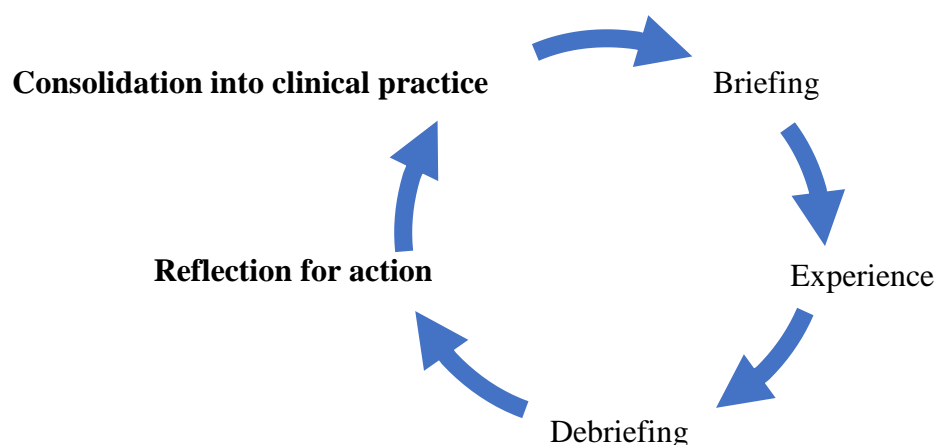 Consolidation into clinical practice
Briefing
Reflection for action
Experience
Debriefing